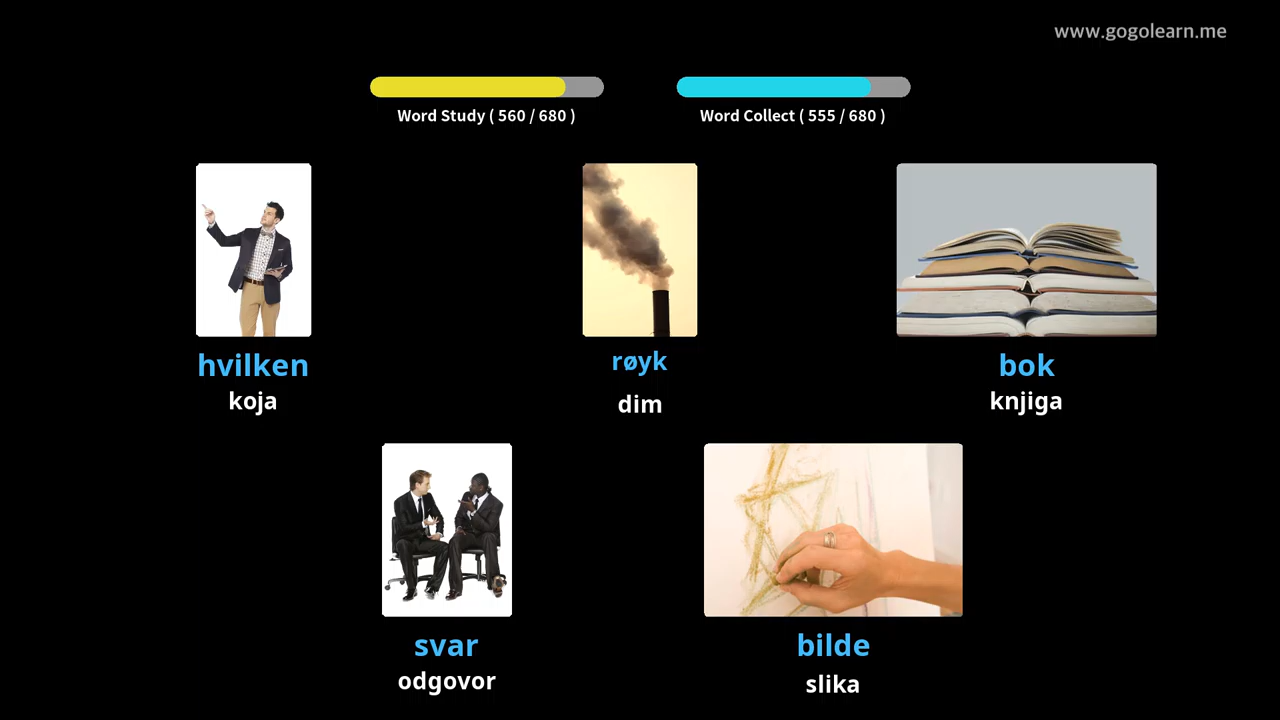 www.gogolearn.me
Word Study ( 560 / 680 )
Word Collect ( 555 / 680 )
hvilken
koja
røyk
dim
bok
knjiga
svar
odgovor
bilde
slika